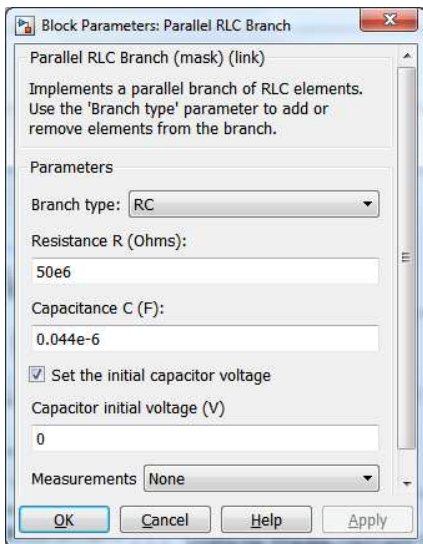 Block Parameters: Parallel RLC Branch
Parallel RLC Branch (mask) (link)
Implements a parallel branch of RLC elements.
Use the 'Branch type' parameter to add or
remove elements from the branch.
Parameters
Branch type: RC
Resistance R (Ohms):
50e6
Capacitance C (F):
0.044e-6
Set the initial capacitor voltage
Capacitor initial voltage (V)
0
Measurements None
OK Cancel Help Apply